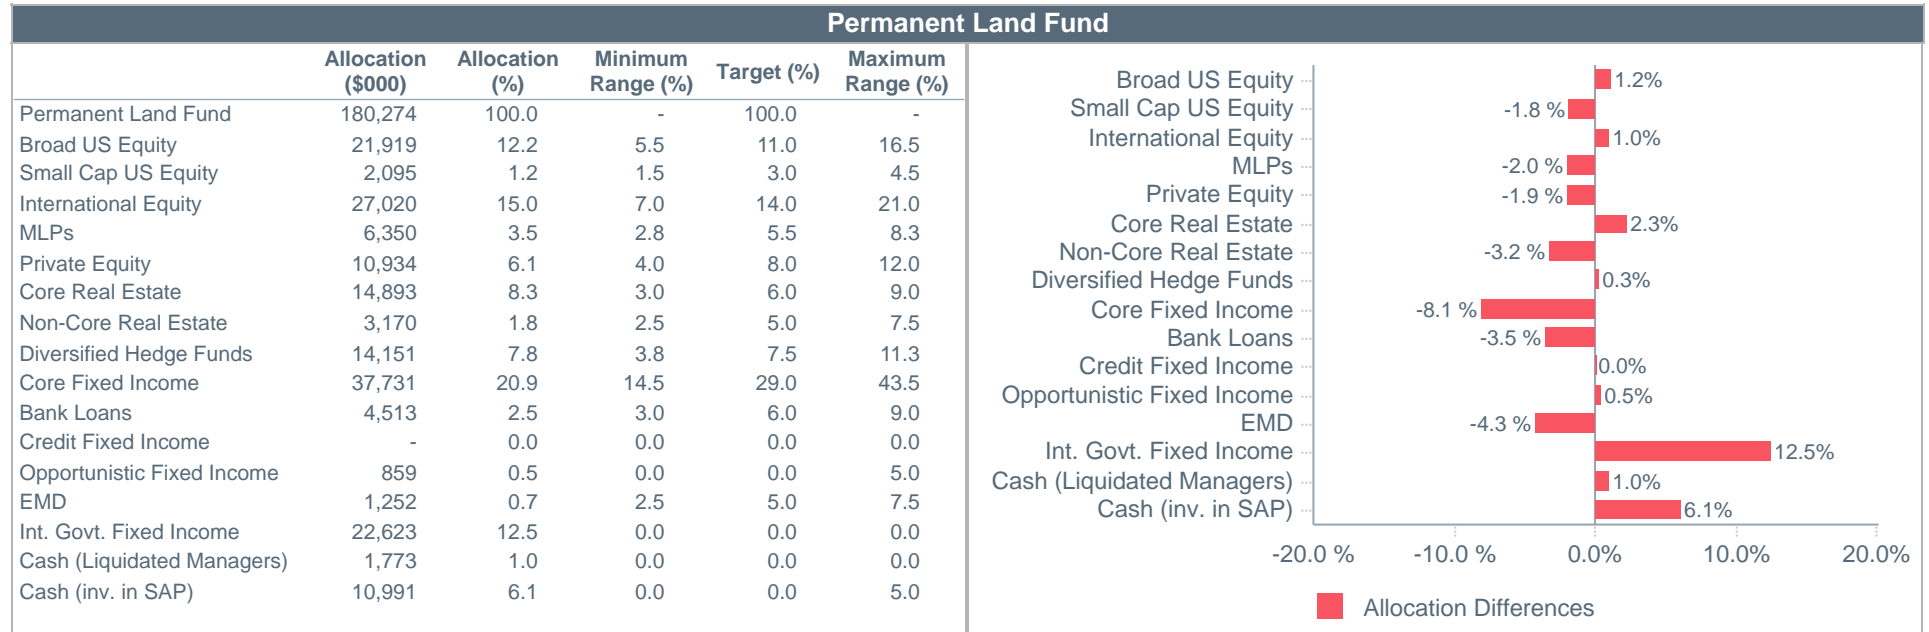 Permanent Land Fund
Allocation ($000) Allocation (%) Minimum Range (%) Target (%) Maximum Range (%)
Permanent Land Fund 180,274 100.0 - 100.0 -
Broad US Equity 21,919 12.2 5.5 11.0 16.5
Small Cap US Equity 2,095 1.2 1.5 3.0 4.5
International Equity 27,020 15.0 7.0 14.0 21.0
MLPs 6,350 3.5 2.8 5.5 8.3
Private Equity 10,934 6.1 4.0 8.0 12.0
Core Real Estate 14,893 8.3 3.0 6.0 9.0
Non-Core Real Estate 3,170 1.8 2.5 5.0 7.5
Diversified Hedge Funds 14,151 7.8 3.8 7.5 11.3
Core Fixed Income 37,731 20.9 14.5 29.0 43.5
Bank Loans 4,513 2.5 3.0 6.0 9.0
Credit Fixed Income - 0.0 0.0 0.0 0.0
Opportunistic Fixed Income 859 0.5 0.0 0.0 5.0
EMD 1,252 0.7 2.5 5.0 7.5
Int. Govt. Fixed Income 22,623 12.5 0.0 0.0 0.0
Cash (Liquidated Managers) 1,773 1.0 0.0 0.0 0.0
Cash (inv. in SAP) 10,991 6.1 0.0 0.0 5.0
Broad US Equity 1.2%
Small Cap US Equity -1.8 %
International Equity 1.0%
MLPs -2.0 %
Private Equity -1.9 %
Core Real Estate 2.3%
Non-Core Real Estate -3.2 %
Diversified Hedge Funds 0.3%
Core Fixed Income -8.1 %
Bank Loans -3.5 %
Credit Fixed Income 0.0%
Opportunistic Fixed Income 0.5%
EMD -4.3 %
Int. Govt. Fixed Income 12.5%
Cash (Liquidated Managers) 1.0%
Cash (inv. in SAP) 6.1%
-20.0 % -10.0 % 0.0% 10.0% 20.0%
Allocation Differences